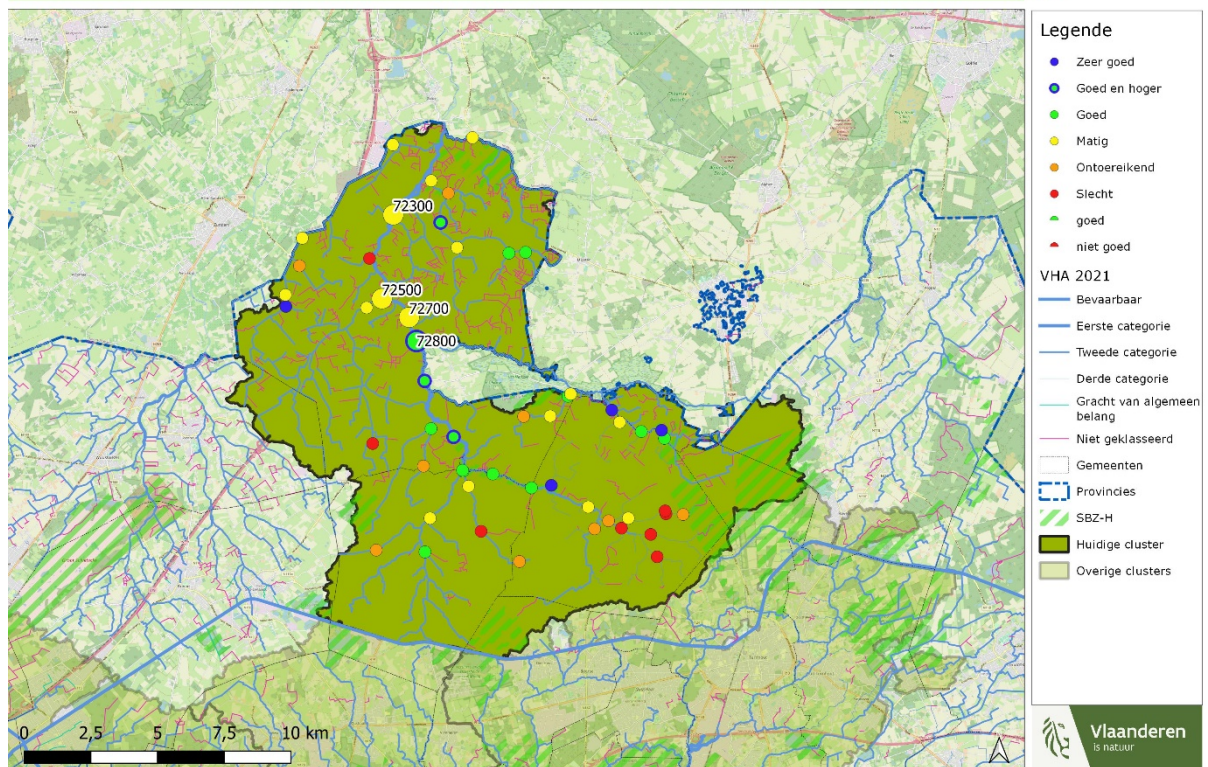 Legende
Zeer goed
Goed en hoger
Goed
Matig
Ontoereikend
Slecht
goed
niet goed
VHA 2021
Bevaarbaar
Eerste categorie
Tweede categorie
Derde categorie
Gracht van algemeen
belang
Niet geklasseerd
Gemeenten
Provincies
SBZ-H
Huidige cluster
Overige clusters
72300
72500
72700
72800
0 2,5 5 7,5 10 km
Vlaanderen
is natuur